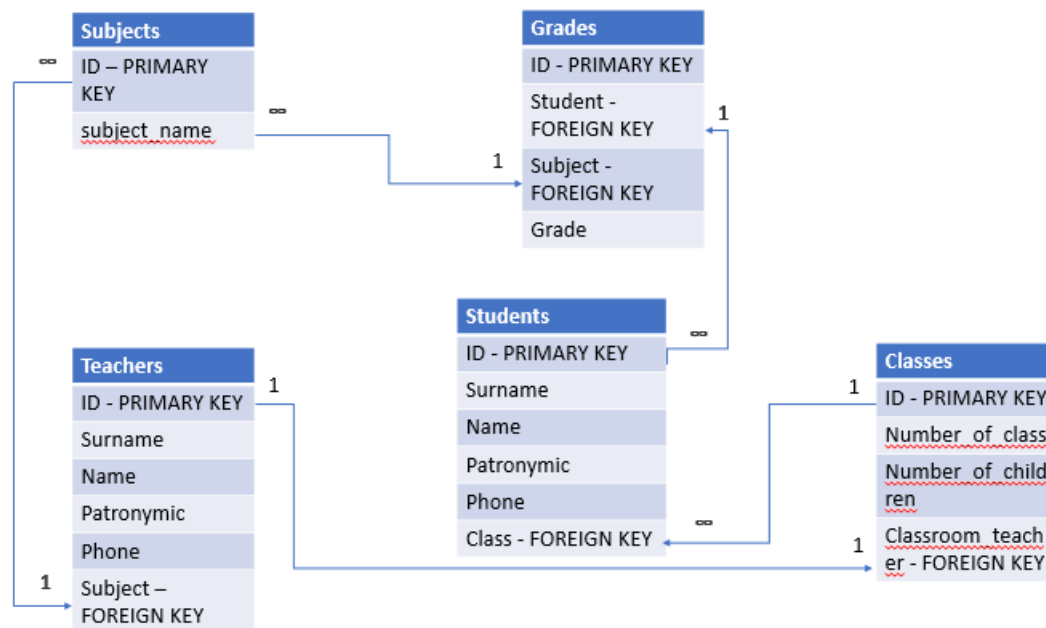 Subjects
ID – PRIMARY
KEY
subject_name
∞
∞
1
Grades
ID - PRIMARY KEY
Student -
FOREIGN KEY
Subject -
FOREIGN KEY
Grade
1
∞
Students
ID - PRIMARY KEY
Surname
Name
Patronymic
Phone
Class - FOREIGN KEY
∞
Teachers
ID - PRIMARY KEY
Surname
Name
Patronymic
Phone
Subject –
FOREIGN KEY
1
1
1
1
Classes
ID - PRIMARY KEY
Number_of_class
Number_of_child
ren
Classroom_teach
er - FOREIGN KEY